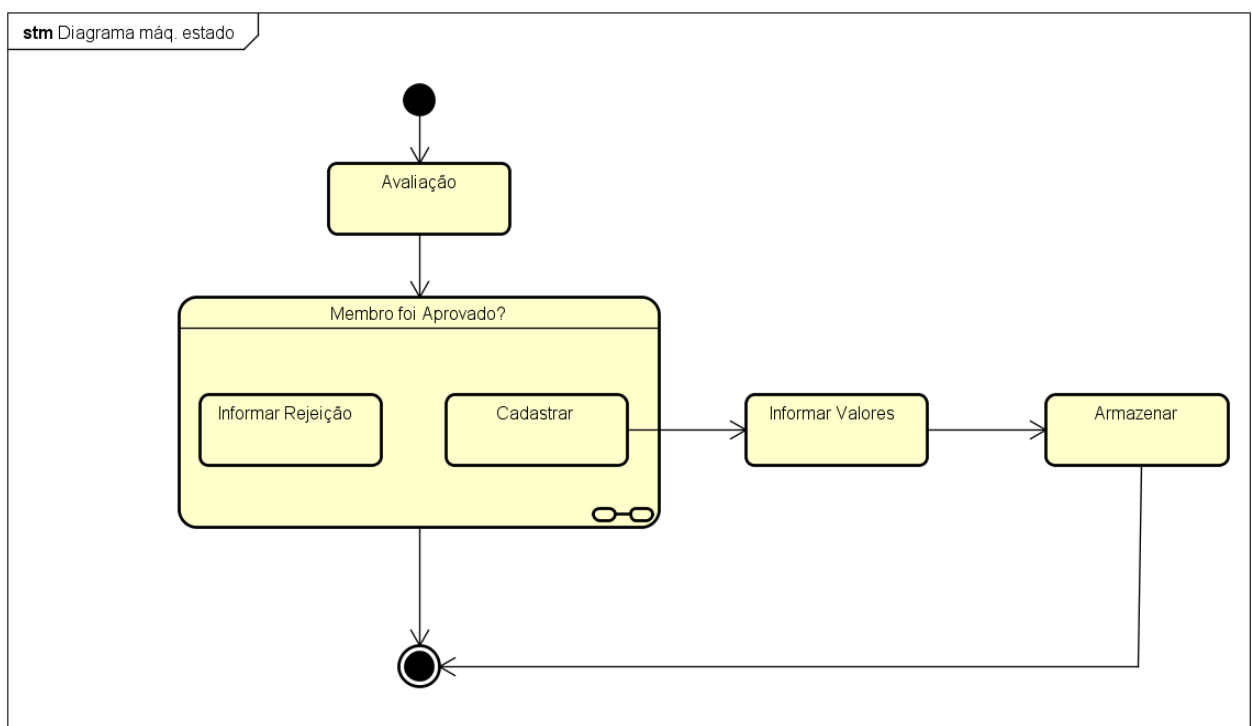 stm Diagrama máq. estado
Avaliação
Membro foi Aprovado?
Informar Rejeição
Cadastrar
Informar Valores
Armazenar